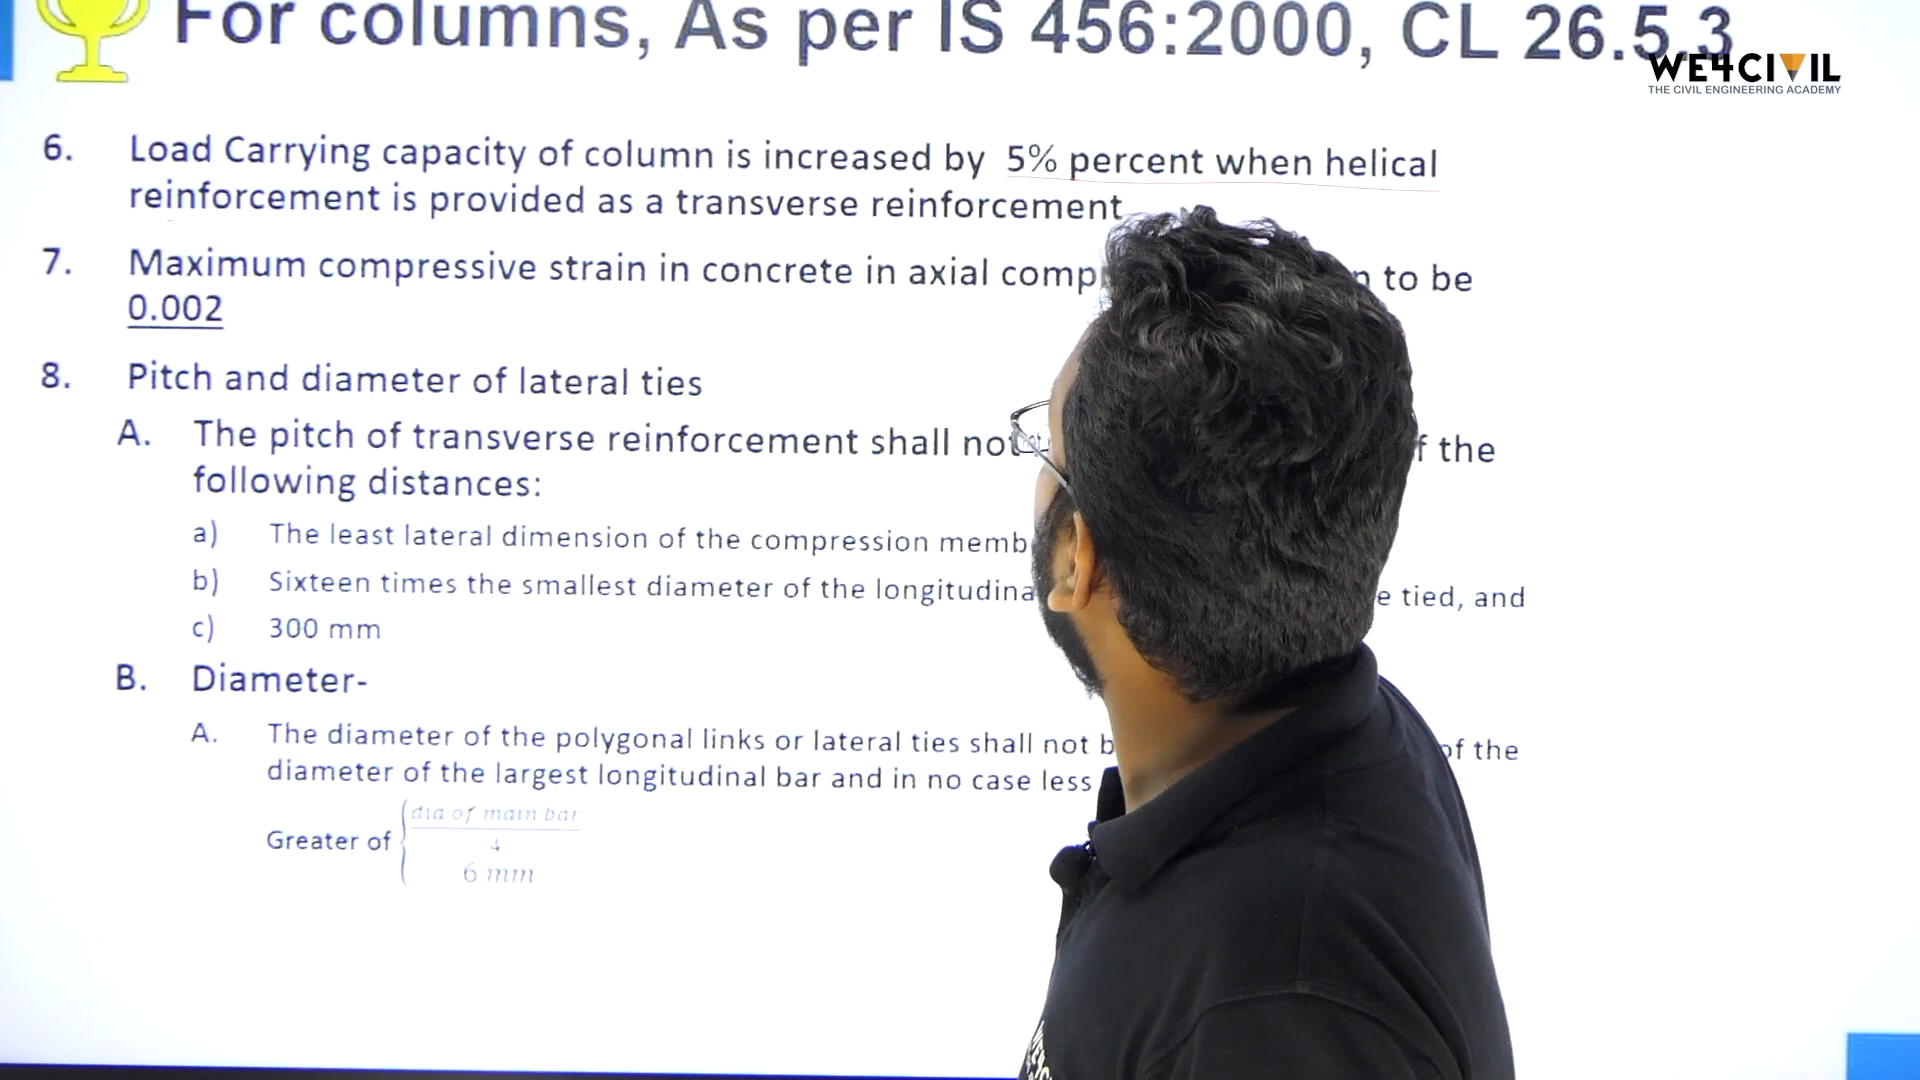 For columns, As per IS 456:2000, CL 26.5.3
WE4CIVIL
THE CIVIL ENGINEERING ACADEMY
6. Load Carrying capacity of column is increased by 5% percent when helical
reinforcement is provided as a transverse reinforcement
7. Maximum compressive strain in concrete in axial comp to be
0.002
8. Pitch and diameter of lateral ties
A. The pitch of transverse reinforcement shall not the
following distances:
a) The least lateral dimension of the compression memb
b) Sixteen times the smallest diameter of the longitudina e tied, and
c) 300 mm
B. Diameter-
A. The diameter of the polygonal links or lateral ties shall not b of the
diameter of the largest longitudinal bar and in no case less
Greater of { dia of main bar
4
6 mm